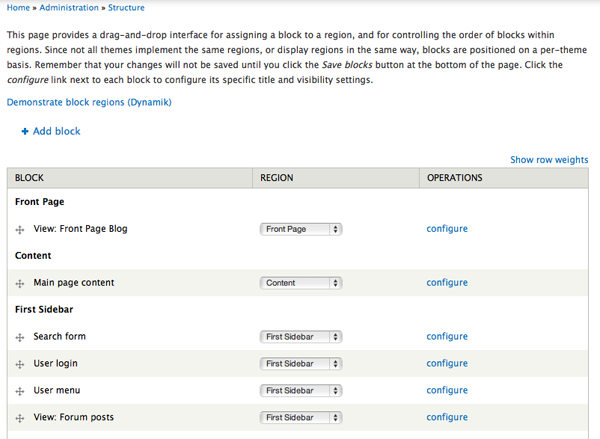 Home » Administration » Structure
This page provides a drag-and-drop interface for assigning a block to a region, and for controlling the order of blocks within
regions. Since not all themes implement the same regions, or display regions in the same way, blocks are positioned on a per-theme
basis. Remember that your changes will not be saved until you click the Save blocks button at the bottom of the page. Click the
configure link next to each block to configure its specific title and visibility settings.
Demonstrate block regions (Dynamik)
+ Add block
Show row weights
BLOCK REGION OPERATIONS
Front Page
View: Front Page Blog Front Page configure
Content
Main page content Content configure
First Sidebar
Search form First Sidebar configure
User login First Sidebar configure
User menu First Sidebar configure
View: Forum posts First Sidebar configure